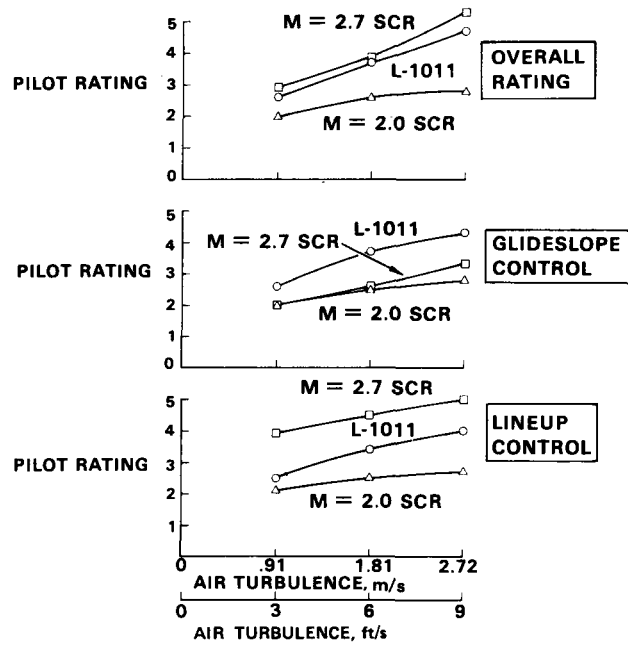 5
M = 2.7 SCR
4
L-1011
OVERALL
RATING
PILOT RATING
3
2
M = 2.0 SCR
1
5
L-1011
4
M = 2.7 SCR
GLIDESLOPE
CONTROL
PILOT RATING
3
2
M = 2.0 SCR
1
0
5
M = 2.7 SCR
4
L-1011
LINEUP
CONTROL
PILOT RATING
3
2
M = 2.0 SCR
1
0 .91 1.81 2.72
AIR TURBULENCE, m/s
0 3 6 9
AIR TURBULENCE, ft/s